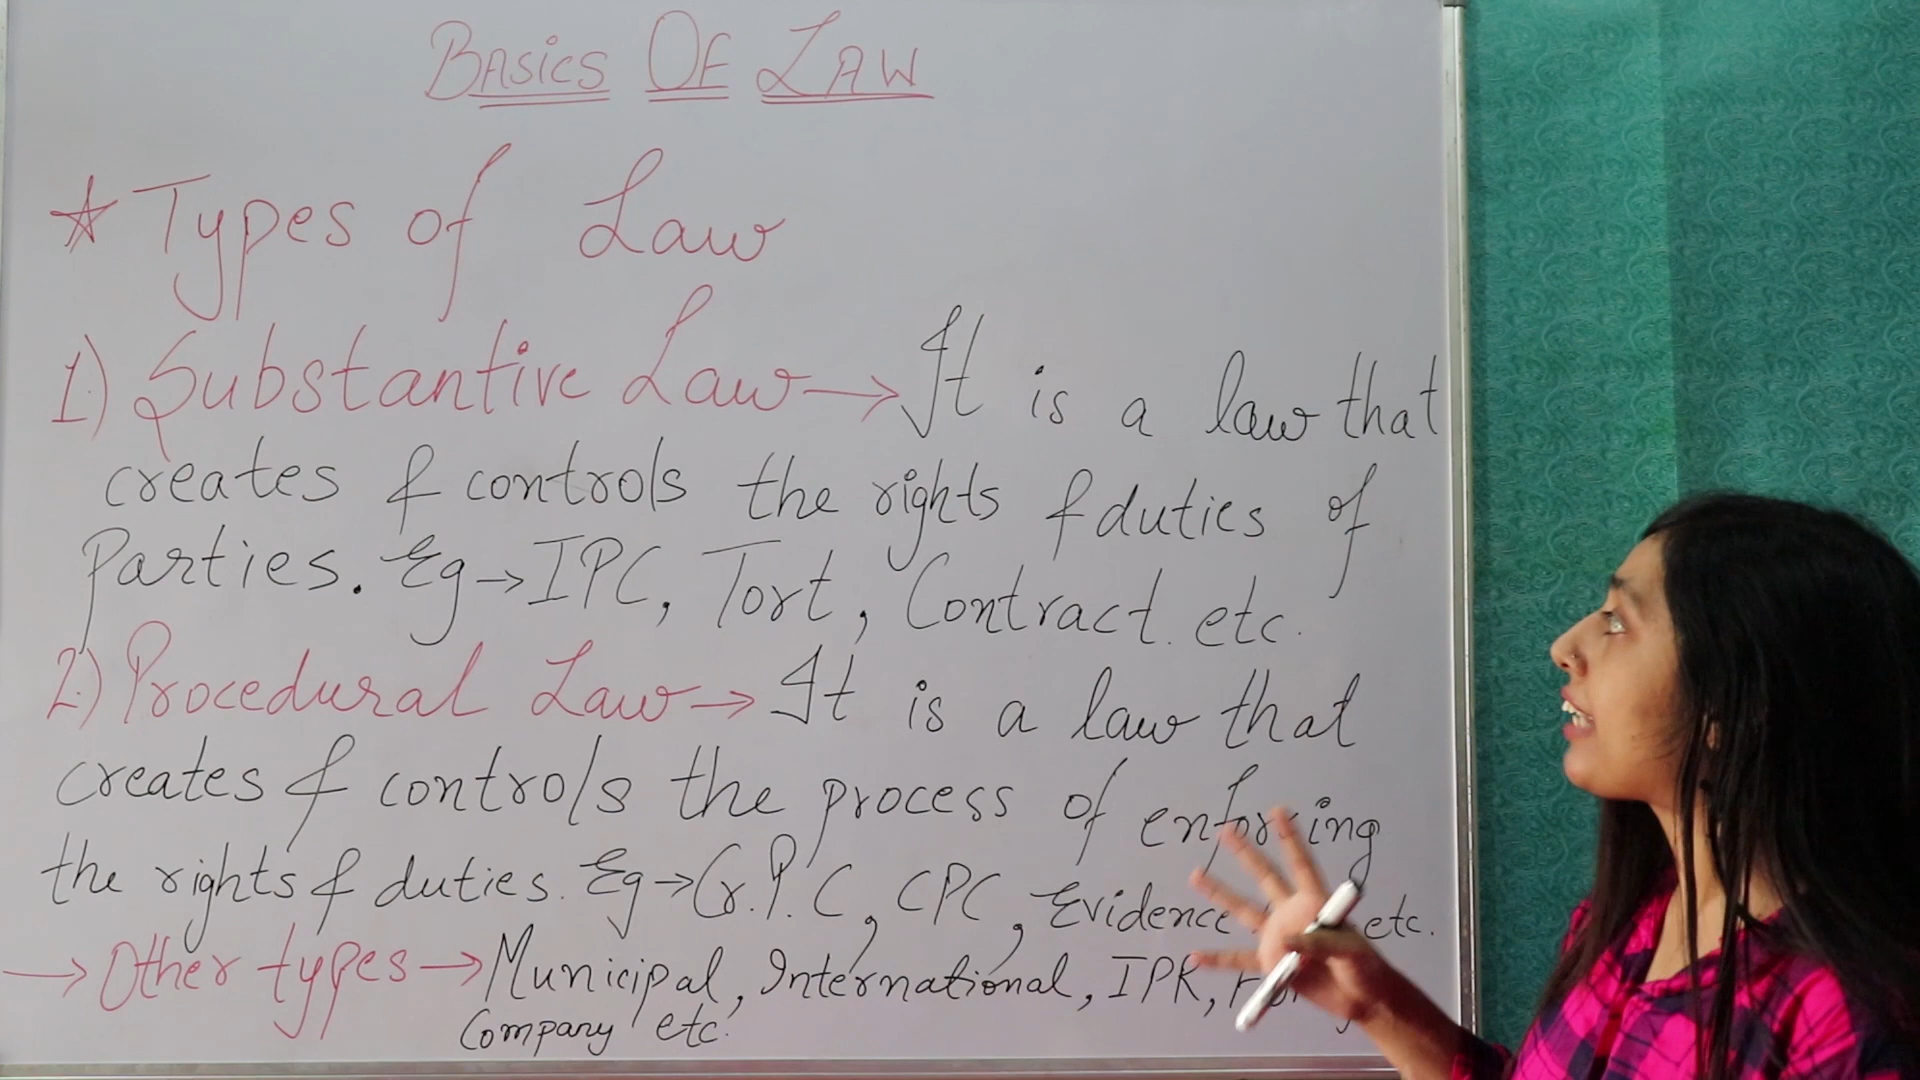 BASICS OF LAW
☆ Types of Law
1) Substantive Law → It is a law that
creates & controls the rights & duties of
Parties. Eg → IPC, Tort, Contract. etc.
2) Procedural Law → It is a law that
creates & controls the process of enforcing
the rights & duties. Eg → Cr.P.C, CPC, Evidence etc.
→ Other types → Municipal, International, IPR,
Company etc.